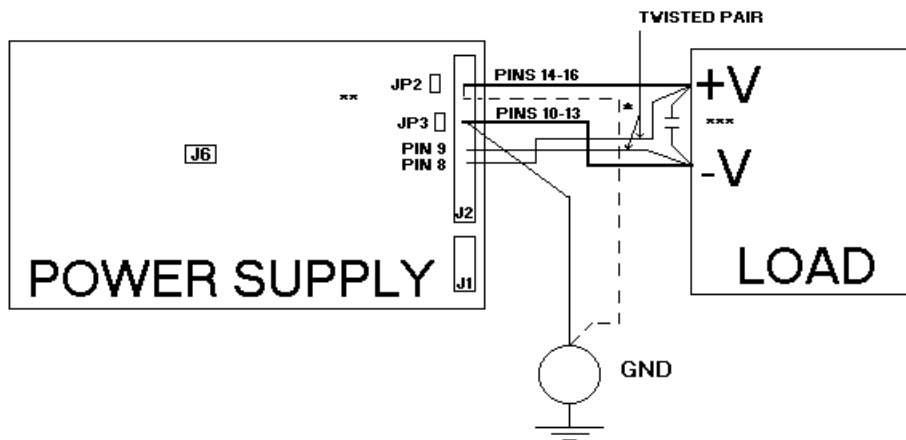 TWISTED PAIR
JP2
PINS 14-16
+V
**
*
JP3
PINS 10-13
***
PIN 9
J6
PIN 8
-V
J2
POWER SUPPLY
J1
LOAD
GND